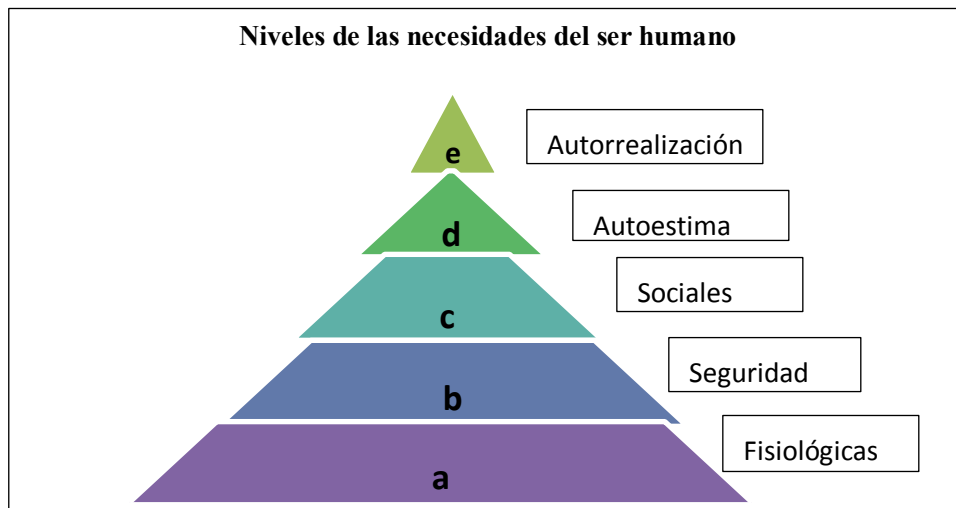 Niveles de las necesidades del ser humano
e
Autorrealización
d
Autoestima
c
Sociales
b
Seguridad
a
Fisiológicas